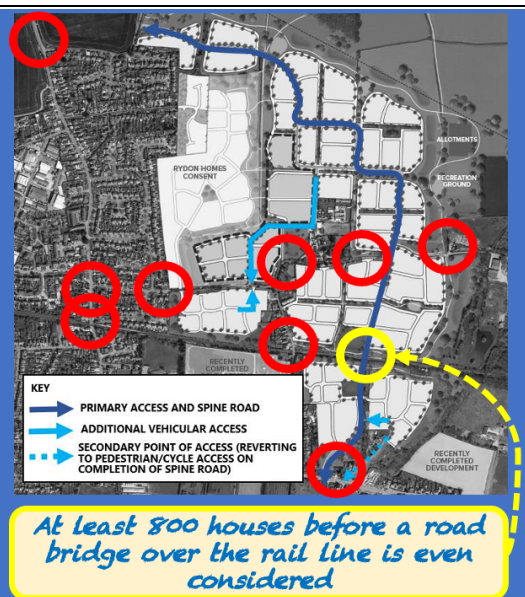 ALLOTMENTS
RYDON HOMES
CONSENT
RECREATION
GROUND
RECENTLY
COMPLETED
KEY
PRIMARY ACCESS AND SPINE ROAD
ADDITIONAL VEHICULAR ACCESS
SECONDARY POINT OF ACCESS (REVERTING
TO PEDESTRIAN/CYCLE ACCESS ON
COMPLETION OF SPINE ROAD)
RECENTLY
COMPLETED
DEVELOPMENT
At least 800 houses before a road
bridge over the rail line is even
considered